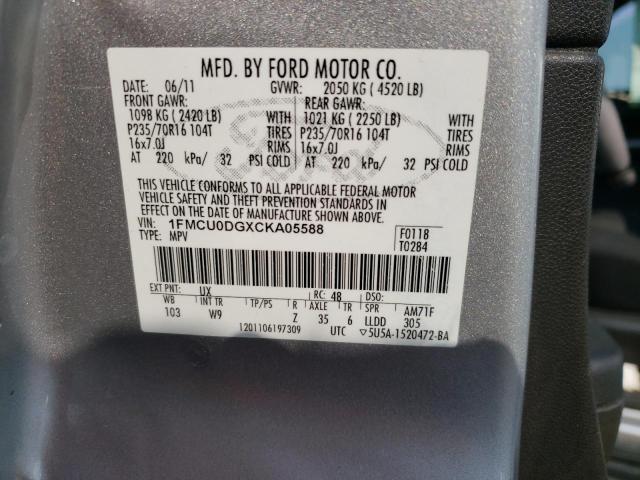 MFD. BY FORD MOTOR CO.
DATE: 06/11 GVWR: 2050 KG ( 4520 LB)
FRONT GAWR: REAR GAWR:
1098 KG ( 2420 LB) WITH 1021 KG ( 2250 LB) WITH
P235/70R16 104T TIRES P235/70R16 104T TIRES
16x7.0J RIMS 16x7.0J RIMS
AT 220 kPa/ 32 PSI COLD AT 220 kPa/ 32 PSI COLD
THIS VEHICLE CONFORMS TO ALL APPLICABLE FEDERAL MOTOR
VEHICLE SAFETY AND THEFT PREVENTION STANDARDS IN
EFFECT ON THE DATE OF MANUFACTURE SHOWN ABOVE.
VIN: 1FMCU0DGXCKA05588 F0118
TYPE: MPV T0284
EXT PNT: UX RC: 48 DSO:
WB INT TR TP/PS R AXLE TR SPR AM71F
103 W9 Z 35 6 LLDD 305
1201106197309 UTC ▽5U5A-1520472-BA
Ford